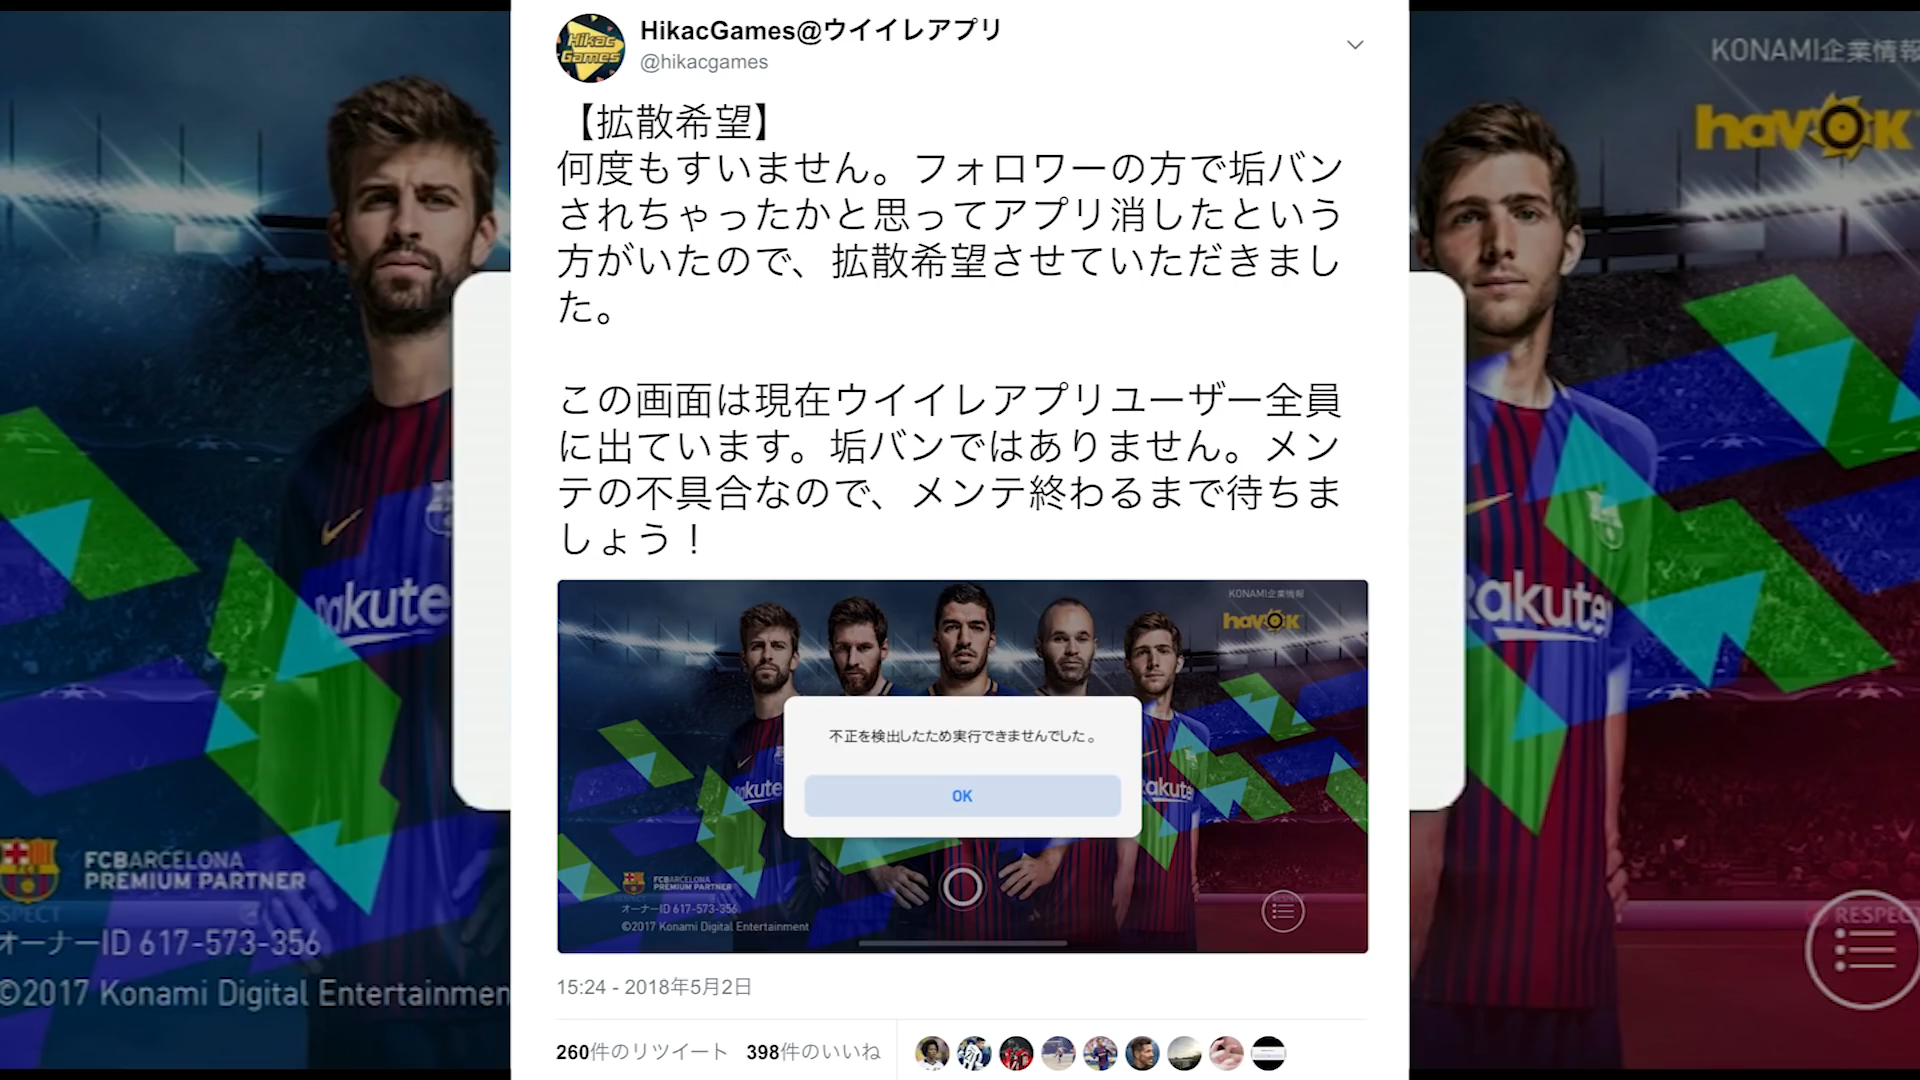 HikacGames@ウイイレアプリ
@hikacgames
【拡散希望】
何度もすいません。フォロワーの方で垢バン
されちゃったかと思ってアプリ消したという
方がいたので、拡散希望させていただきまし
た。
この画面は現在ウイイレアプリユーザー全員
に出ています。垢バンではありません。メン
テの不具合なので、メンテ終わるまで待ちま
しょう！
KONAMI企業情報
havok
不正を検出したため実行できませんでした。
OK
Rakuten
FCBARCELONA
PREMIUM PARTNER
オーナーID 617-573-356
©2017 Konami Digital Entertainment
15:24 - 2018年5月2日
260件のリツイート 398件のいいね
akute
FCBARCELONA
PREMIUM PARTNER
SPECT
オーナーID 617-573-356
©2017 Konami Digital Entertainmen
KONAMI企業情報
havok
Rakute
RESPECT